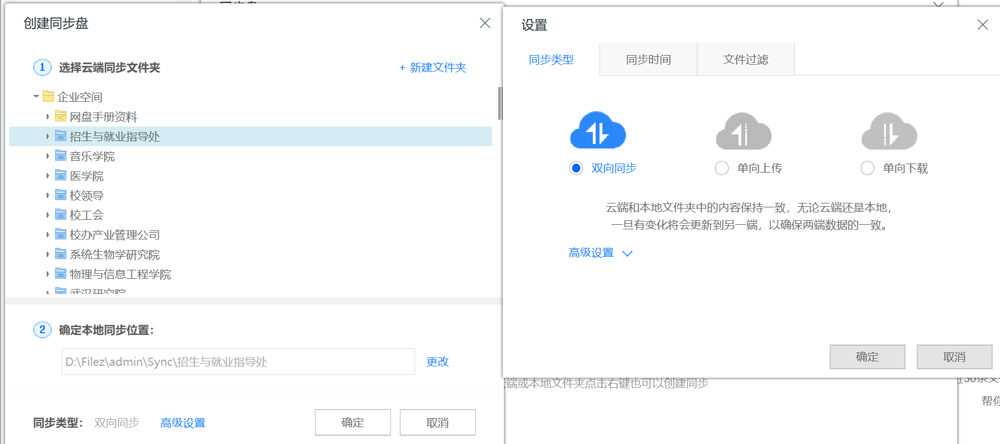 创建同步盘
1 选择云端同步文件夹
+ 新建文件夹
企业空间
网盘手册资料
招生与就业指导处
音乐学院
医学院
校领导
校工会
校办产业管理公司
系统生物学研究院
物理与信息工程学院
武汉研究院
2 确定本地同步位置：
D:\Filez\admin\Sync\招生与就业指导处
更改
同步类型： 双向同步 高级设置
确定 取消
设置
同步类型 同步时间 文件过滤
双向同步 单向上传 单向下载
云端和本地文件夹中的内容保持一致，无论云端还是本地，
一旦有变化将会更新到另一端，以确保两端数据的一致。
高级设置
确定 取消
端或本地文件夹点击右键也可以创建同步
30条文
帮你